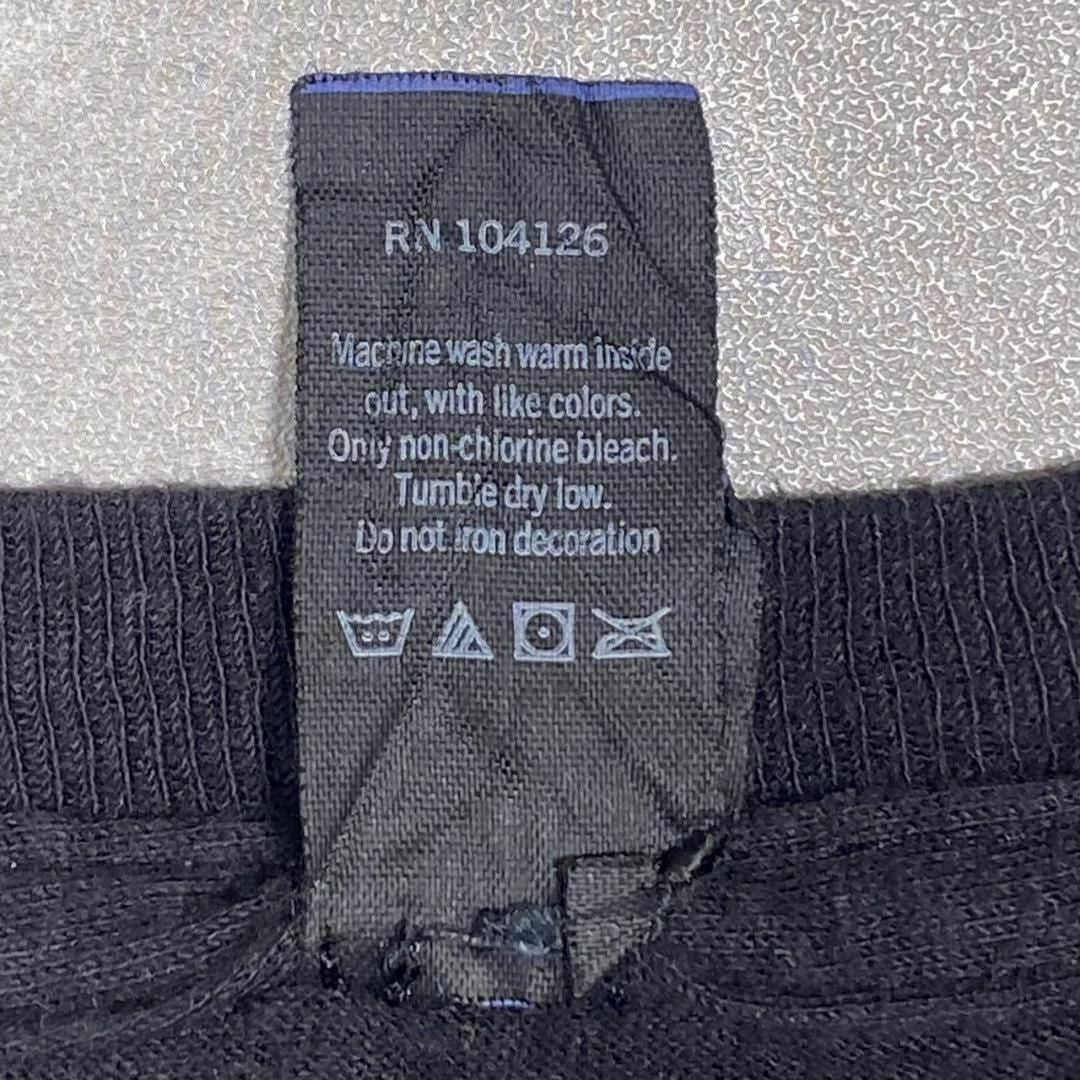 RN 104126
Machine wash warm inside
out, with like colors.
Only non-chlorine bleach.
Tumble dry low.
Do not iron decoration